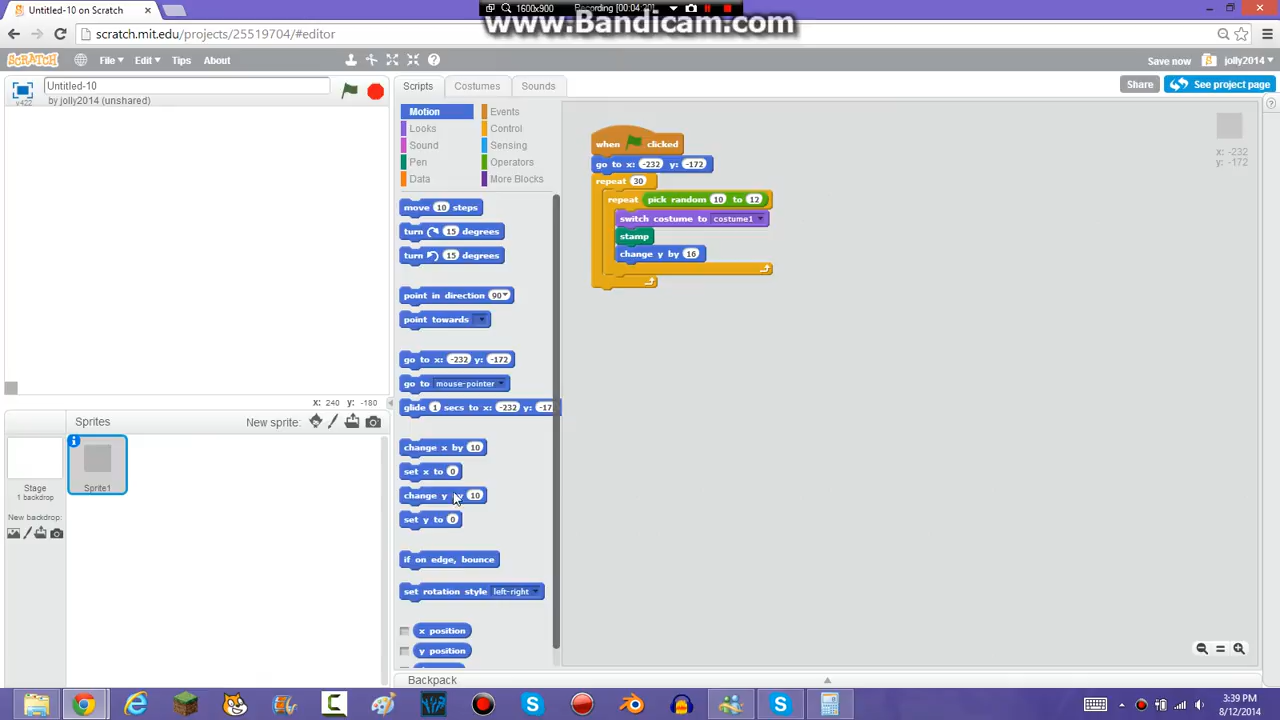 Untitled-10 on Scratch
1600x900
Recording [00:04:20]
www.Bandicam.com
scratch.mit.edu/projects/25519704/#editor
SCRATCH
File
Edit
Tips
About
Save now
jolly2014
Untitled-10
by jolly2014 (unshared)
v422
Scripts
Costumes
Sounds
Share
See project page
Motion
Events
Looks
Control
Sound
Sensing
Pen
Operators
Data
More Blocks
move 10 steps
turn 15 degrees
turn 15 degrees
point in direction 90
point towards
go to x: -232 y: -172
go to mouse-pointer
glide 1 secs to x: -232 y: -17
change x by 10
set x to 0
change y by 10
set y to 0
if on edge, bounce
set rotation style left-right
x position
y position
when clicked
go to x: -232 y: -172
repeat 30
repeat pick random 10 to 12
switch costume to costume1
stamp
change y by 16
x: -232
y: -172
x: 240 y: -180
Sprites
New sprite:
Stage
1 backdrop
New backdrop:
Sprite1
Backpack
3:39 PM
8/12/2014